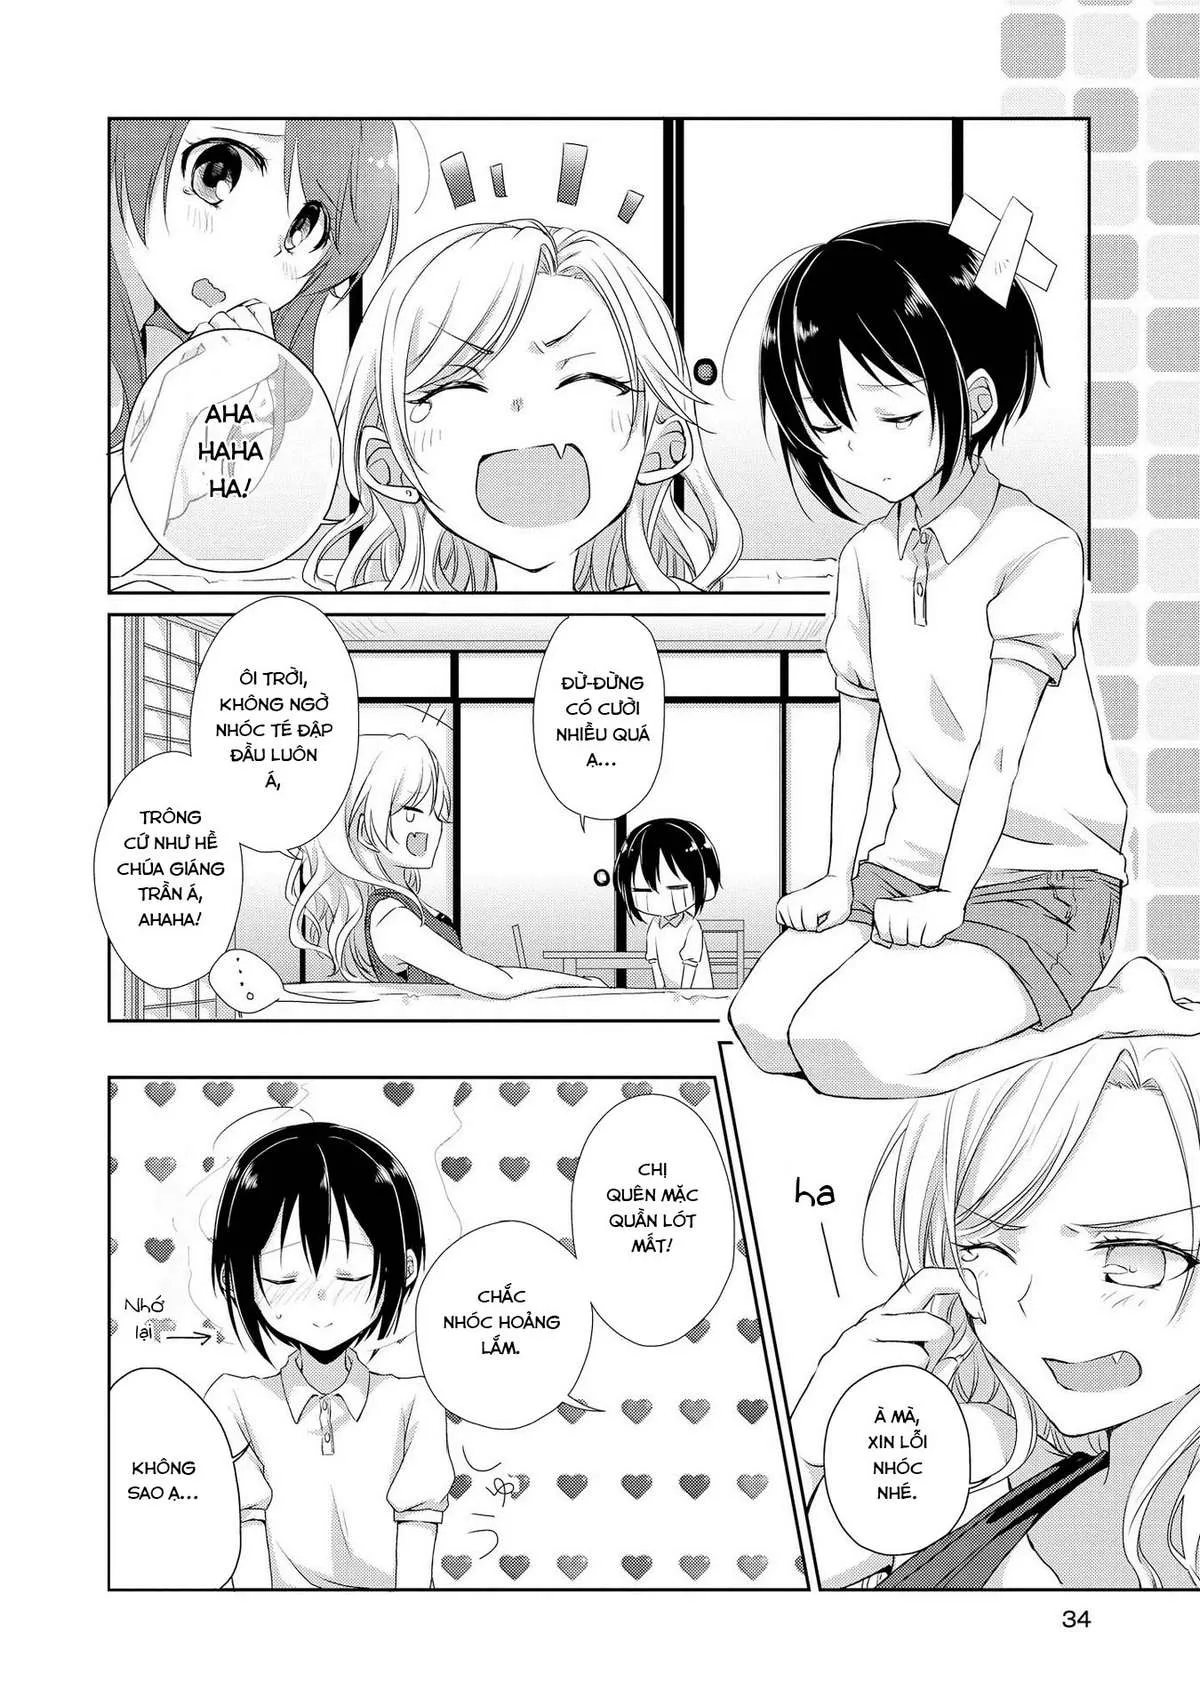 AHA
HAHA
HA!
ĐỪ-ĐỪNG
CÓ CƯỜI
NHIỀU QUÁ
Ạ...
ÔI TRỜI,
KHÔNG NGỜ
NHÓC TÉ ĐẬP
ĐẦU LUÔN
Á,
TRÔNG
CỨ NHƯ HỀ
CHÚA GIÁNG
TRẦN Á,
AHAHA!
....
ha
À MÀ,
XIN LỖI
NHÓC
NHÉ.
CHỊ
QUÊN MẶC
QUẦN LÓT
MẤT!
CHẮC
NHÓC HOẢNG
LẮM.
Nhớ
lại
KHÔNG
SAO Ạ...
34